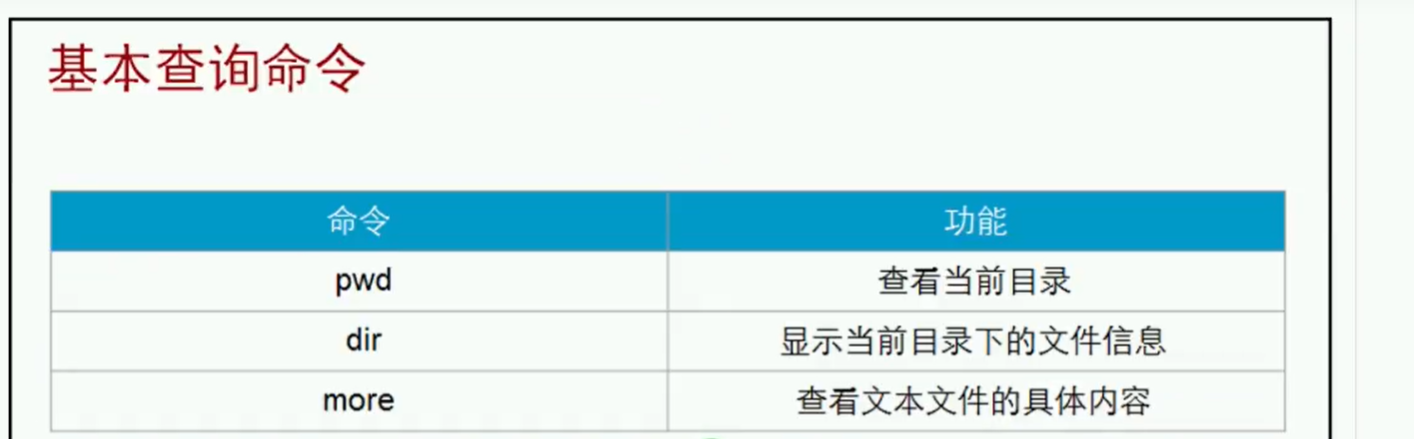 基本查询命令
命令 功能
pwd 查看当前目录
dir 显示当前目录下的文件信息
more 查看文本文件的具体内容